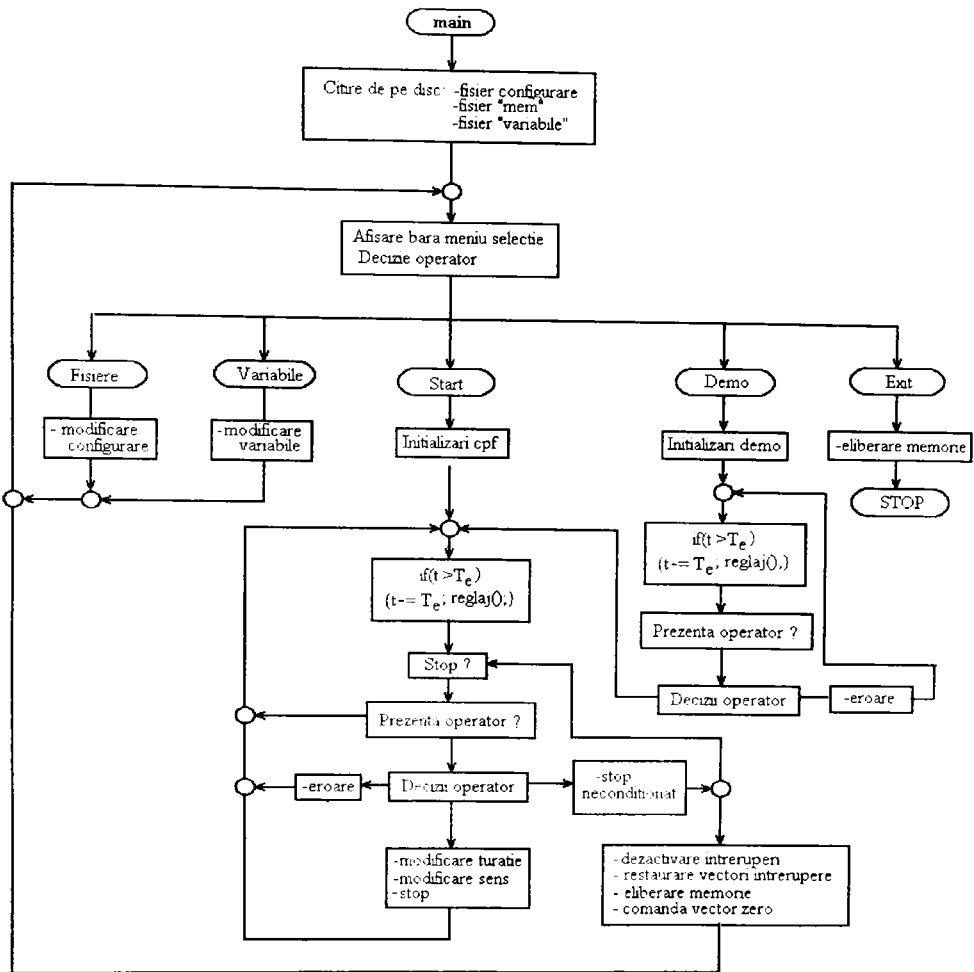 main
Citire de pe disc: -fisier configurare
-fisier "mem"
-fisier "variabile"
Afisare bara meniu selectie
Decizie operator
Fisiere
Variabile
Start
Demo
Exit
- modificare
configurare
-modificare
variabile
Initializari cpf
Initializari demo
-eliberare memorie
STOP
if(t >Te)
(t-= Te; reglaj();)
if(t >Te)
(t-= Te; reglaj();)
Prezenta operator ?
Stop ?
Decizii operator
-eroare
Prezenta operator ?
-eroare
Decizii operator
-stop
neconditionat
-modificare turatie
-modificare sens
-stop
- dezactivare intreruperi
- restaurare vectori intrerupere
- eliberare memorie
- comanda vector zero